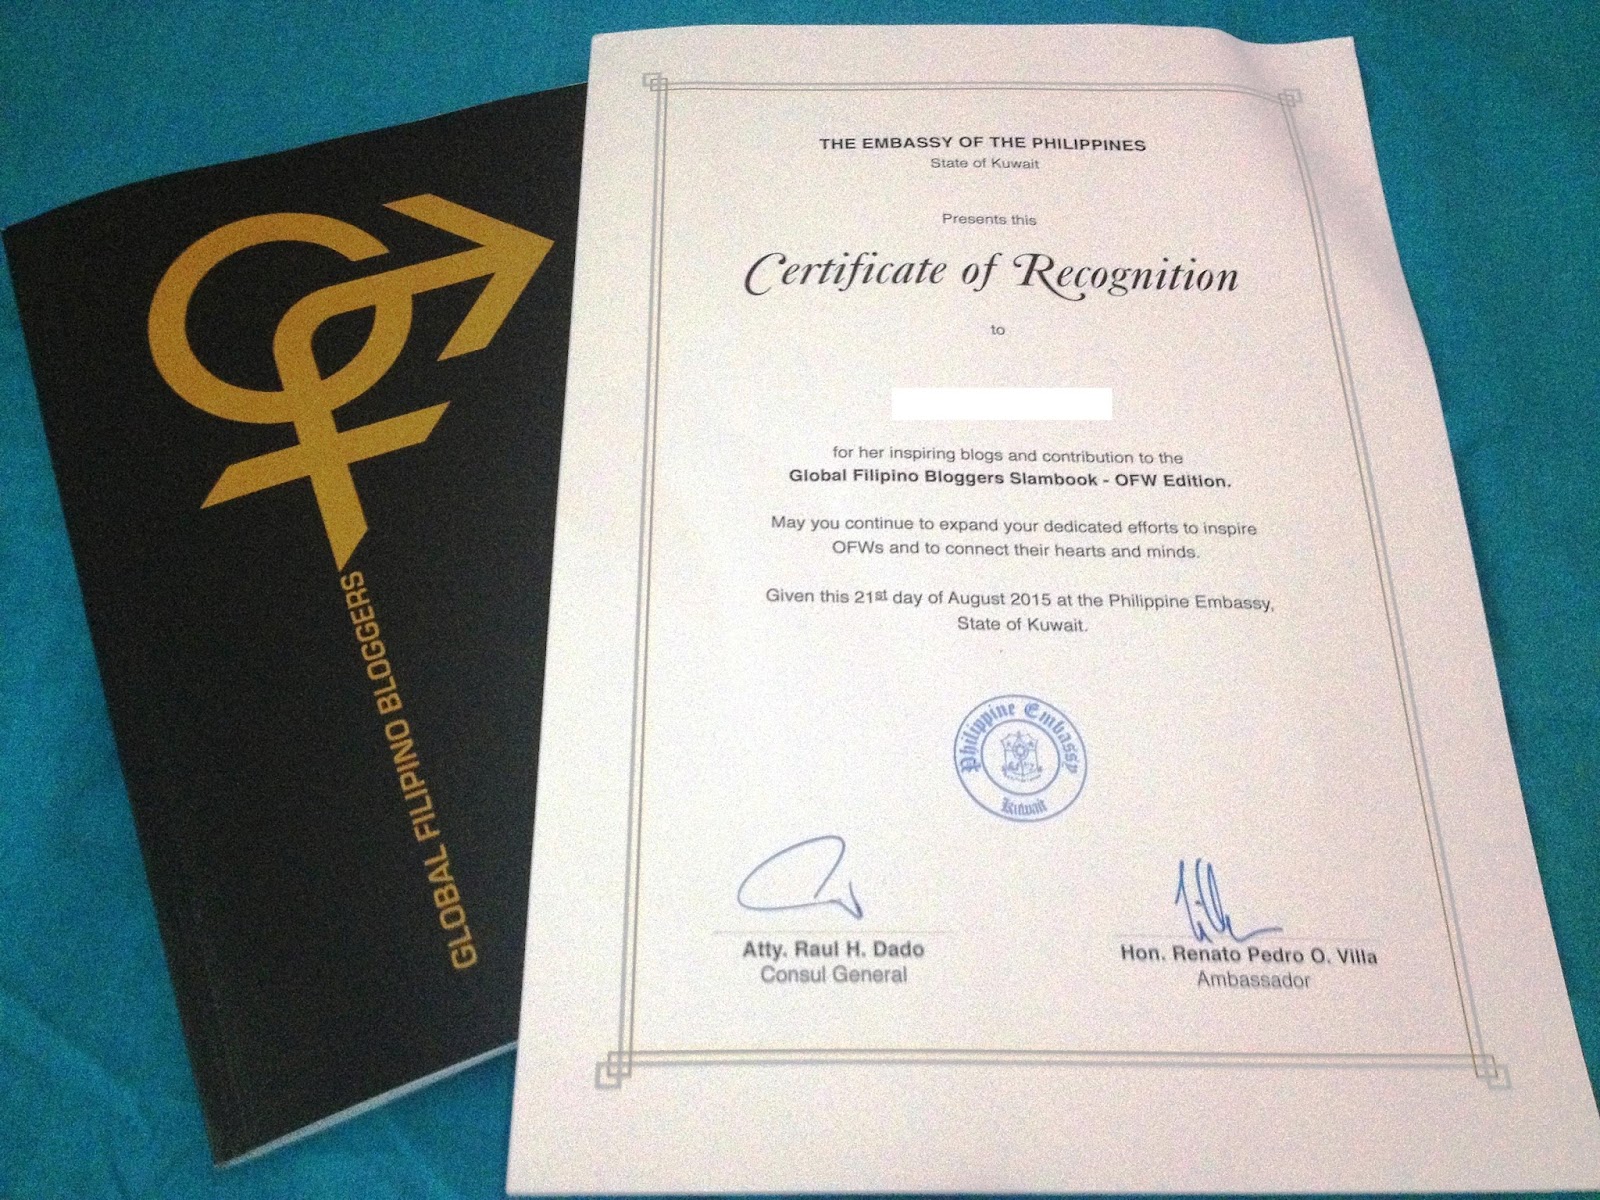 GLOBAL FILIPINO BLOGGERS
THE EMBASSY OF THE PHILIPPINES
State of Kuwait
Presents this
Certificate of Recognition
to
for her inspiring blogs and contribution to the
Global Filipino Bloggers Slambook - OFW Edition.
May you continue to expand your dedicated efforts to inspire
OFWs and to connect their hearts and minds.
Given this 21st day of August 2015 at the Philippine Embassy,
State of Kuwait.
Philippine Embassy
Kuwait
Atty. Raul H. Dado
Consul General
Hon. Renato Pedro O. Villa
Ambassador